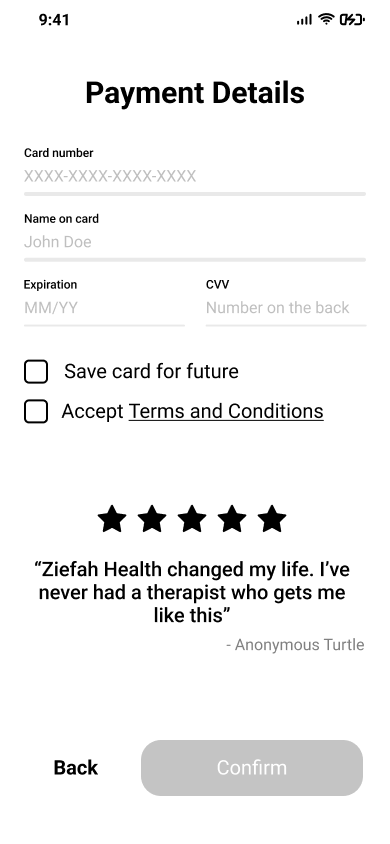 9:41
Payment Details
Card number
XXXX-XXXX-XXXX-XXXX
Name on card
John Doe
Expiration
CVV
MM/YY
Number on the back
Save card for future
Accept Terms and Conditions
“Ziefah Health changed my life. I’ve
never had a therapist who gets me
like this”
- Anonymous Turtle
Back
Confirm